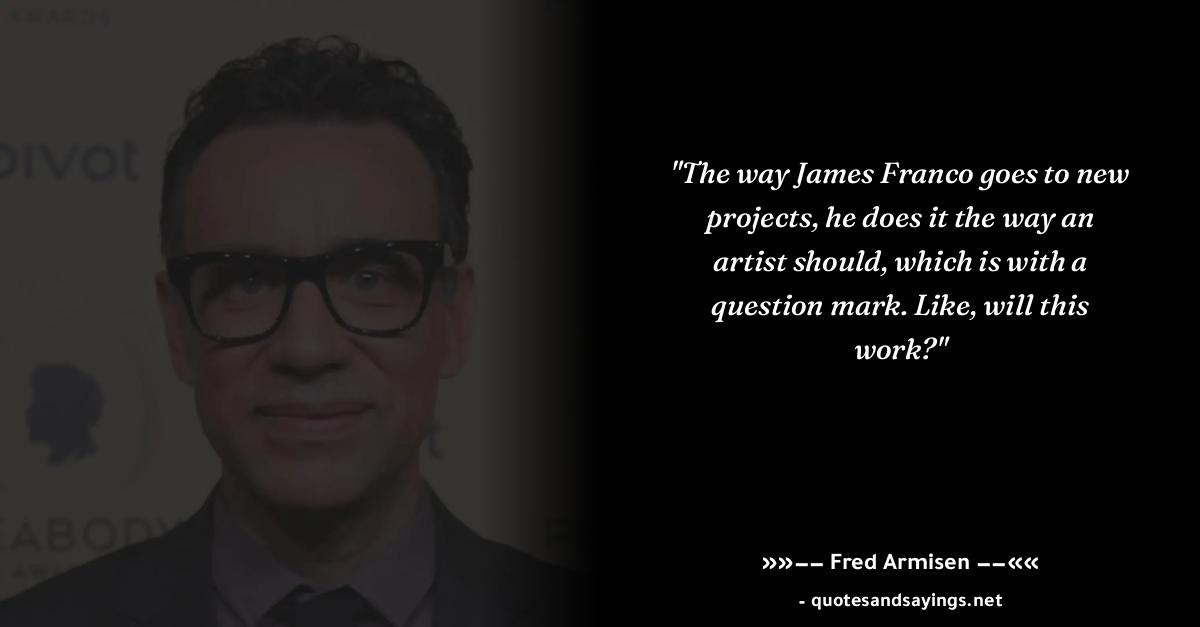 AWARDS
pivot
t
EABODY
AWA
"The way James Franco goes to new
projects, he does it the way an
artist should, which is with a
question mark. Like, will this
work?"
»»–– Fred Armisen ––««
- quotesandsayings.net